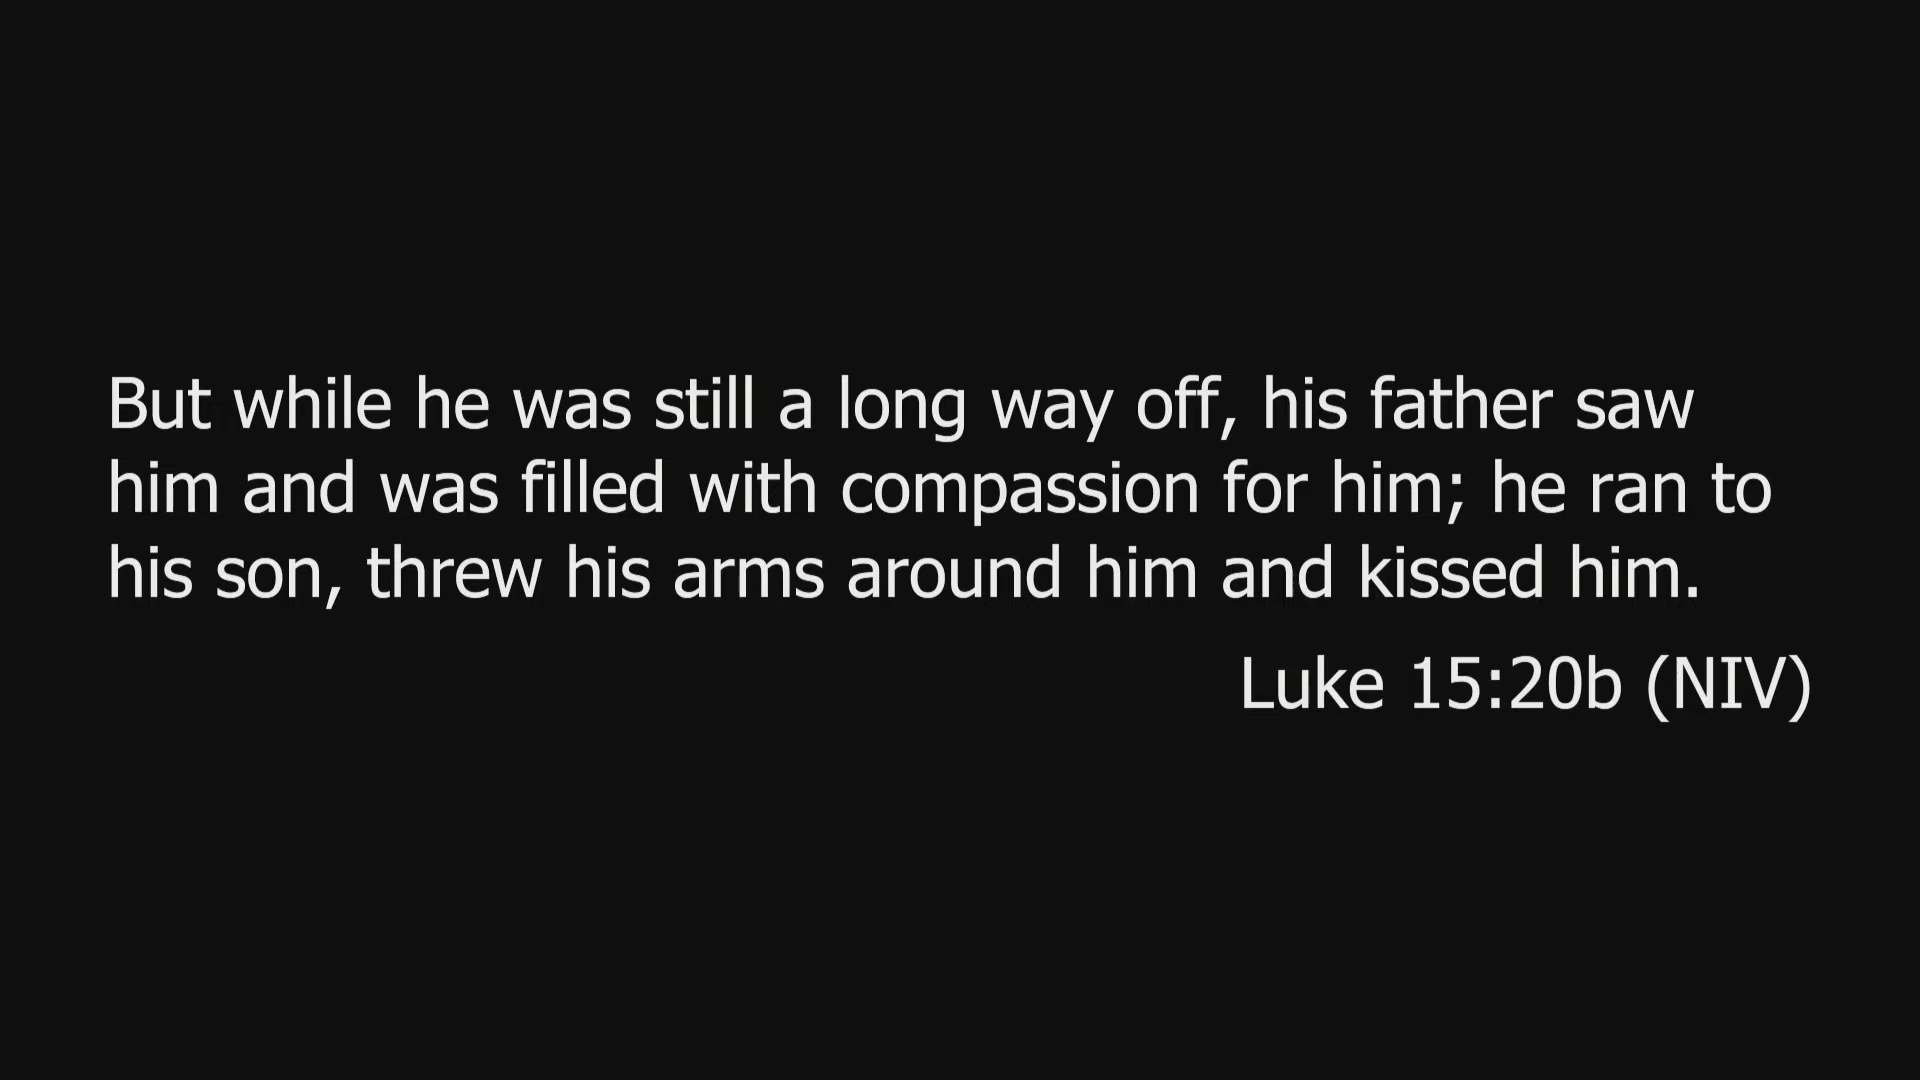 But while he was still a long way off, his father saw
him and was filled with compassion for him; he ran to
his son, threw his arms around him and kissed him.
Luke 15:20b (NIV)